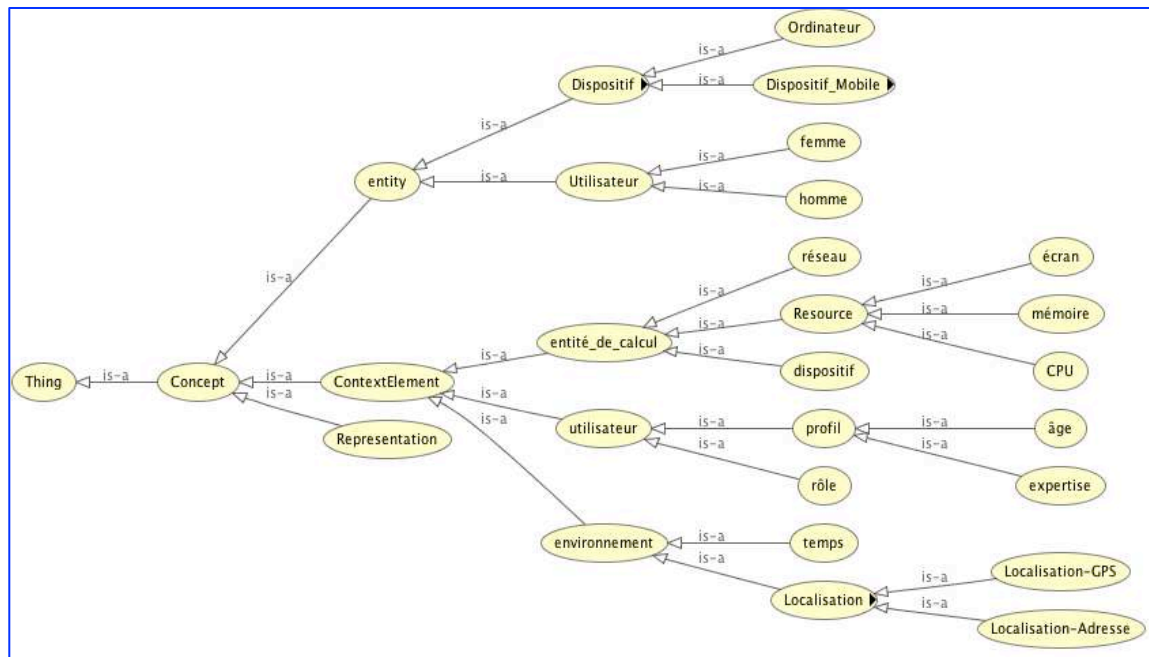 Ordinateur
is-a
Dispositif
is-a
Dispositif_Mobile
is-a
femme
is-a
entity
is-a
Utilisateur
is-a
homme
is-a
réseau
écran
is-a
is-a
is-a
Resource
is-a
mémoire
is-a
entité_de_calcul
is-a
is-a
dispositif
CPU
Thing
is-a
Concept
is-a
ContextElement
is-a
is-a
Representation
is-a
utilisateur
is-a
profil
is-a
âge
is-a
is-a
is-a
rôle
expertise
environnement
is-a
temps
is-a
Localisation
is-a
Localisation-GPS
is-a
Localisation-Adresse